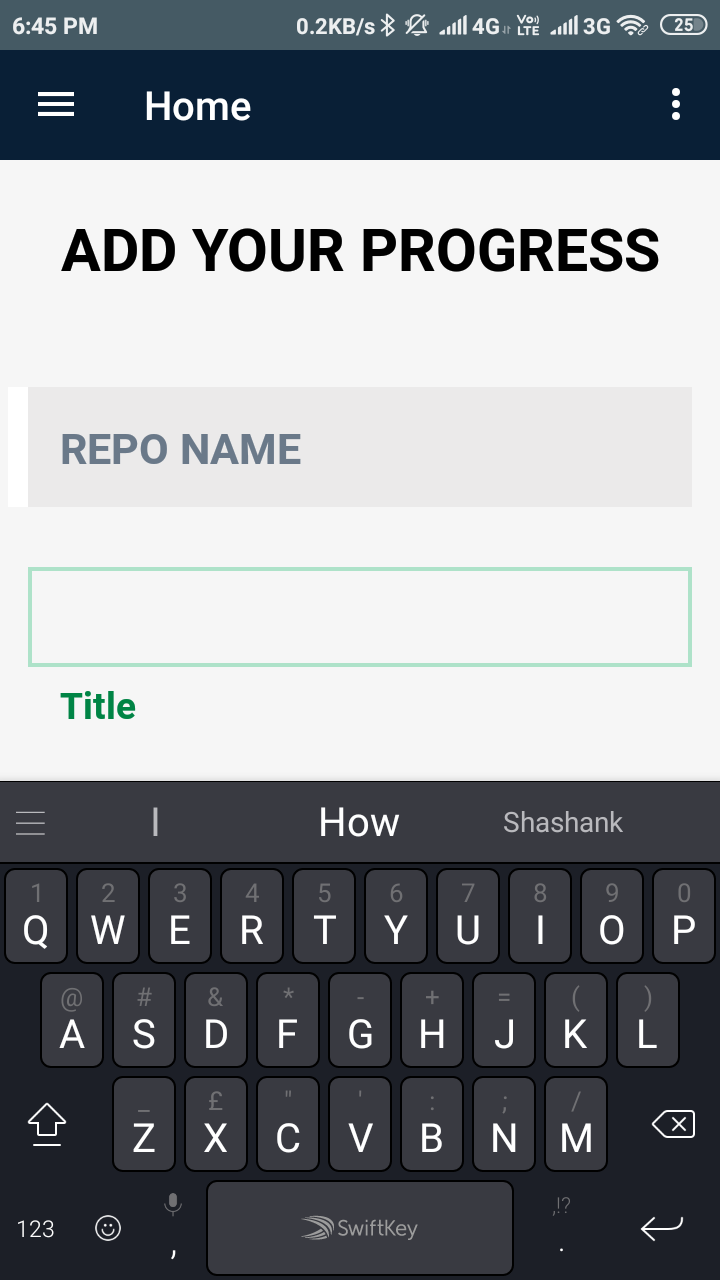 6:45 PM 0.2KB/s 4G Vo)) LTE 3G 25
Home
ADD YOUR PROGRESS
REPO NAME
Title
I How Shashank
1 2 3 4 5 6 7 8 9 0
Q W E R T Y U I O P
@ # & * - + = ( )
A S D F G H J K L
_ £ " ' : ; /
Z X C V B N M
,!?
123 , SwiftKey .